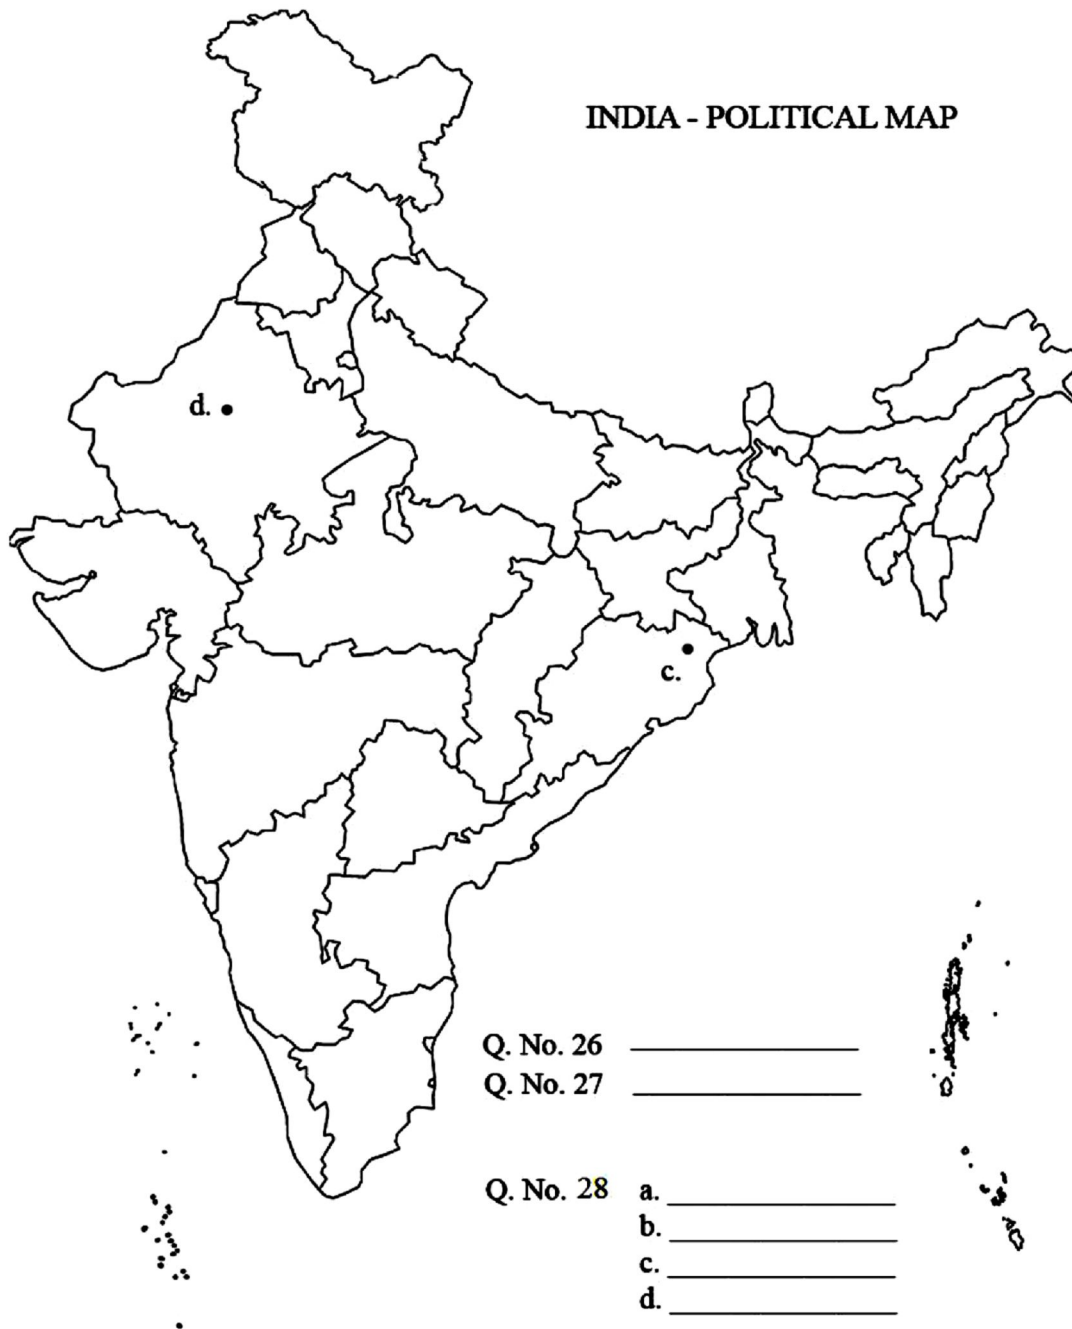 INDIA - POLITICAL MAP
d.
c.
Q. No. 26
Q. No. 27
Q. No. 28 a.
b.
c.
d.